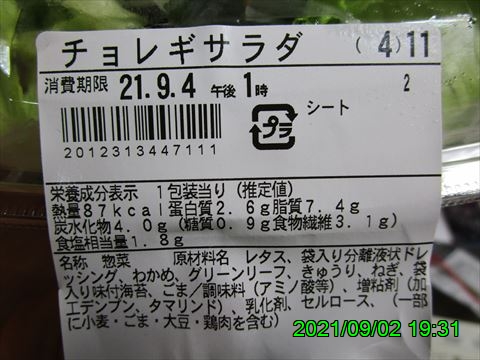 チョレギサラダ (4)11
消費期限 21.9.4 午後1時 2
シート
プラ
2012313447111
栄養成分表示 1包装当り(推定値)
熱量87kcal蛋白質2.6g脂質7.4g
炭水化物4.0g(糖質0.9g食物繊維3.1g)
食塩相当量1.8g
名称 惣菜 原材料名 レタス、袋入り分離液状ドレ
ッシング、わかめ、グリーンリーフ、きゅうり、ねぎ、袋
入り味付海苔、ごま/調味料(アミノ酸等)、増粘剤(加
工デンプン、タマリンド)、乳化剤、セルロース、(一部
に小麦・ごま・大豆・鶏肉を含む)
2021/09/02 19:31